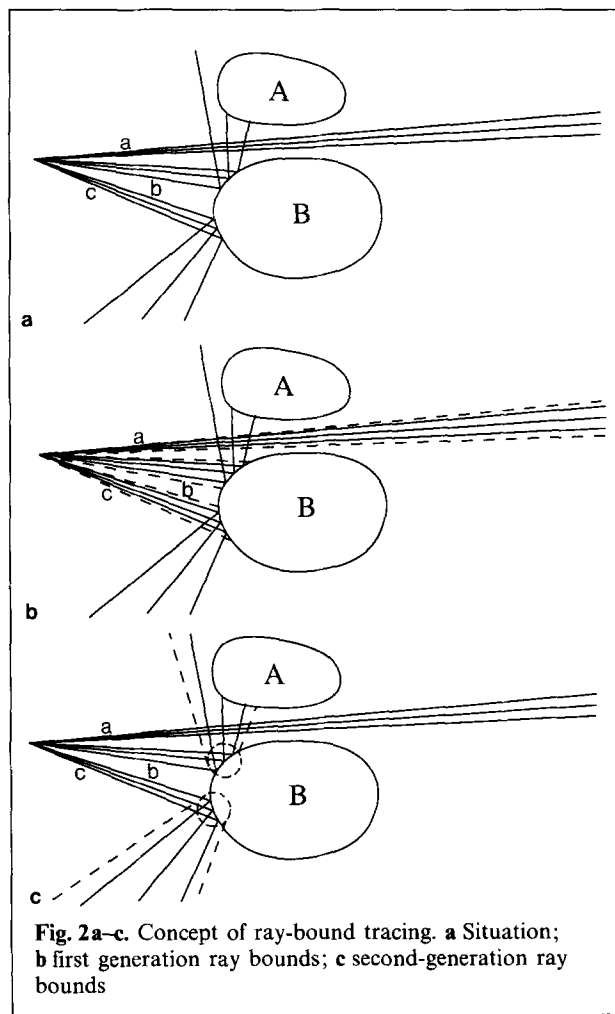 A
a
c
b
B
a
A
a
c
b
B
b
A
a
c
b
B
c
Fig. 2a–c. Concept of ray-bound tracing. a Situation;
b first generation ray bounds; c second-generation ray
bounds